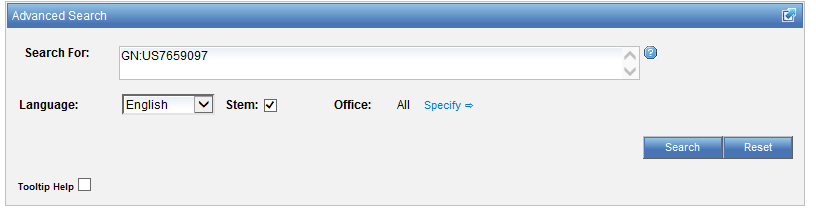 Advanced Search
Search For: GN:US7659097
Language: English Stem: Office: All Specify ⇨
Search Reset
Tooltip Help